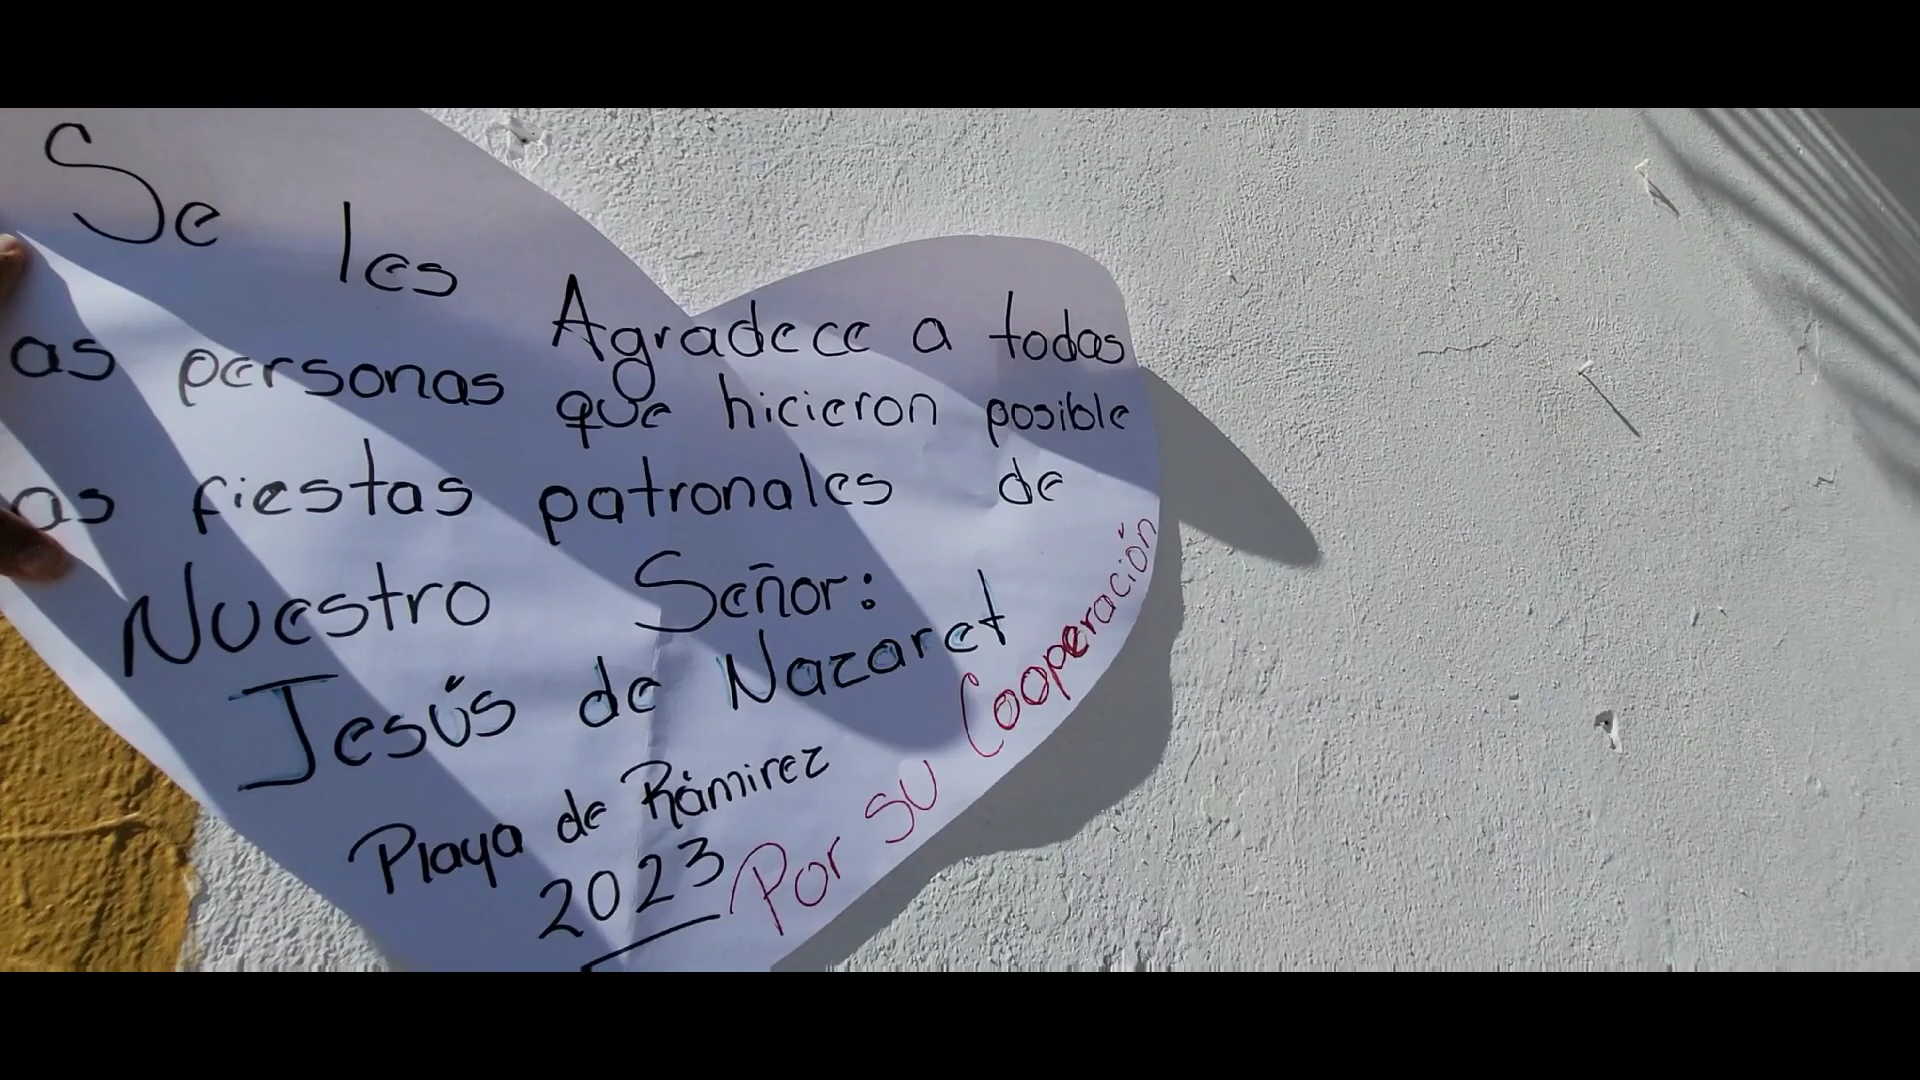 Se les Agradece a todas
as personas que hicieron posible
as fiestas patronales de
Nuestro Señor:
Jesús de Nazaret
Playa de Rámirez
2023
Por su Cooperación